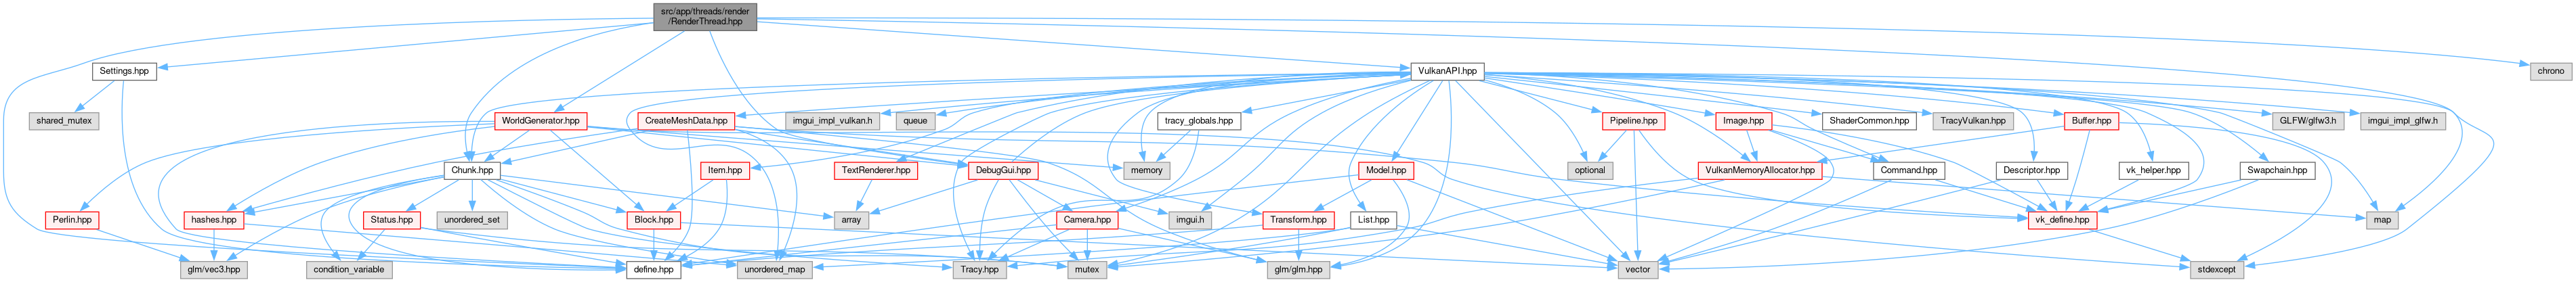 src/app/threads/render
/RenderThread.hpp
Settings.hpp
VulkanAPI.hpp
chrono
shared_mutex
WorldGenerator.hpp
CreateMeshData.hpp
imgui_impl_vulkan.h
queue
tracy_globals.hpp
Pipeline.hpp
Image.hpp
ShaderCommon.hpp
TracyVulkan.hpp
Buffer.hpp
GLFW/glfw3.h
imgui_impl_glfw.h
Chunk.hpp
Item.hpp
TextRenderer.hpp
DebugGui.hpp
memory
Model.hpp
optional
VulkanMemoryAllocator.hpp
Command.hpp
Descriptor.hpp
vk_helper.hpp
Swapchain.hpp
Perlin.hpp
hashes.hpp
Status.hpp
unordered_set
Block.hpp
array
Camera.hpp
imgui.h
Transform.hpp
List.hpp
vk_define.hpp
map
glm/vec3.hpp
condition_variable
define.hpp
unordered_map
Tracy.hpp
mutex
glm/glm.hpp
vector
stdexcept